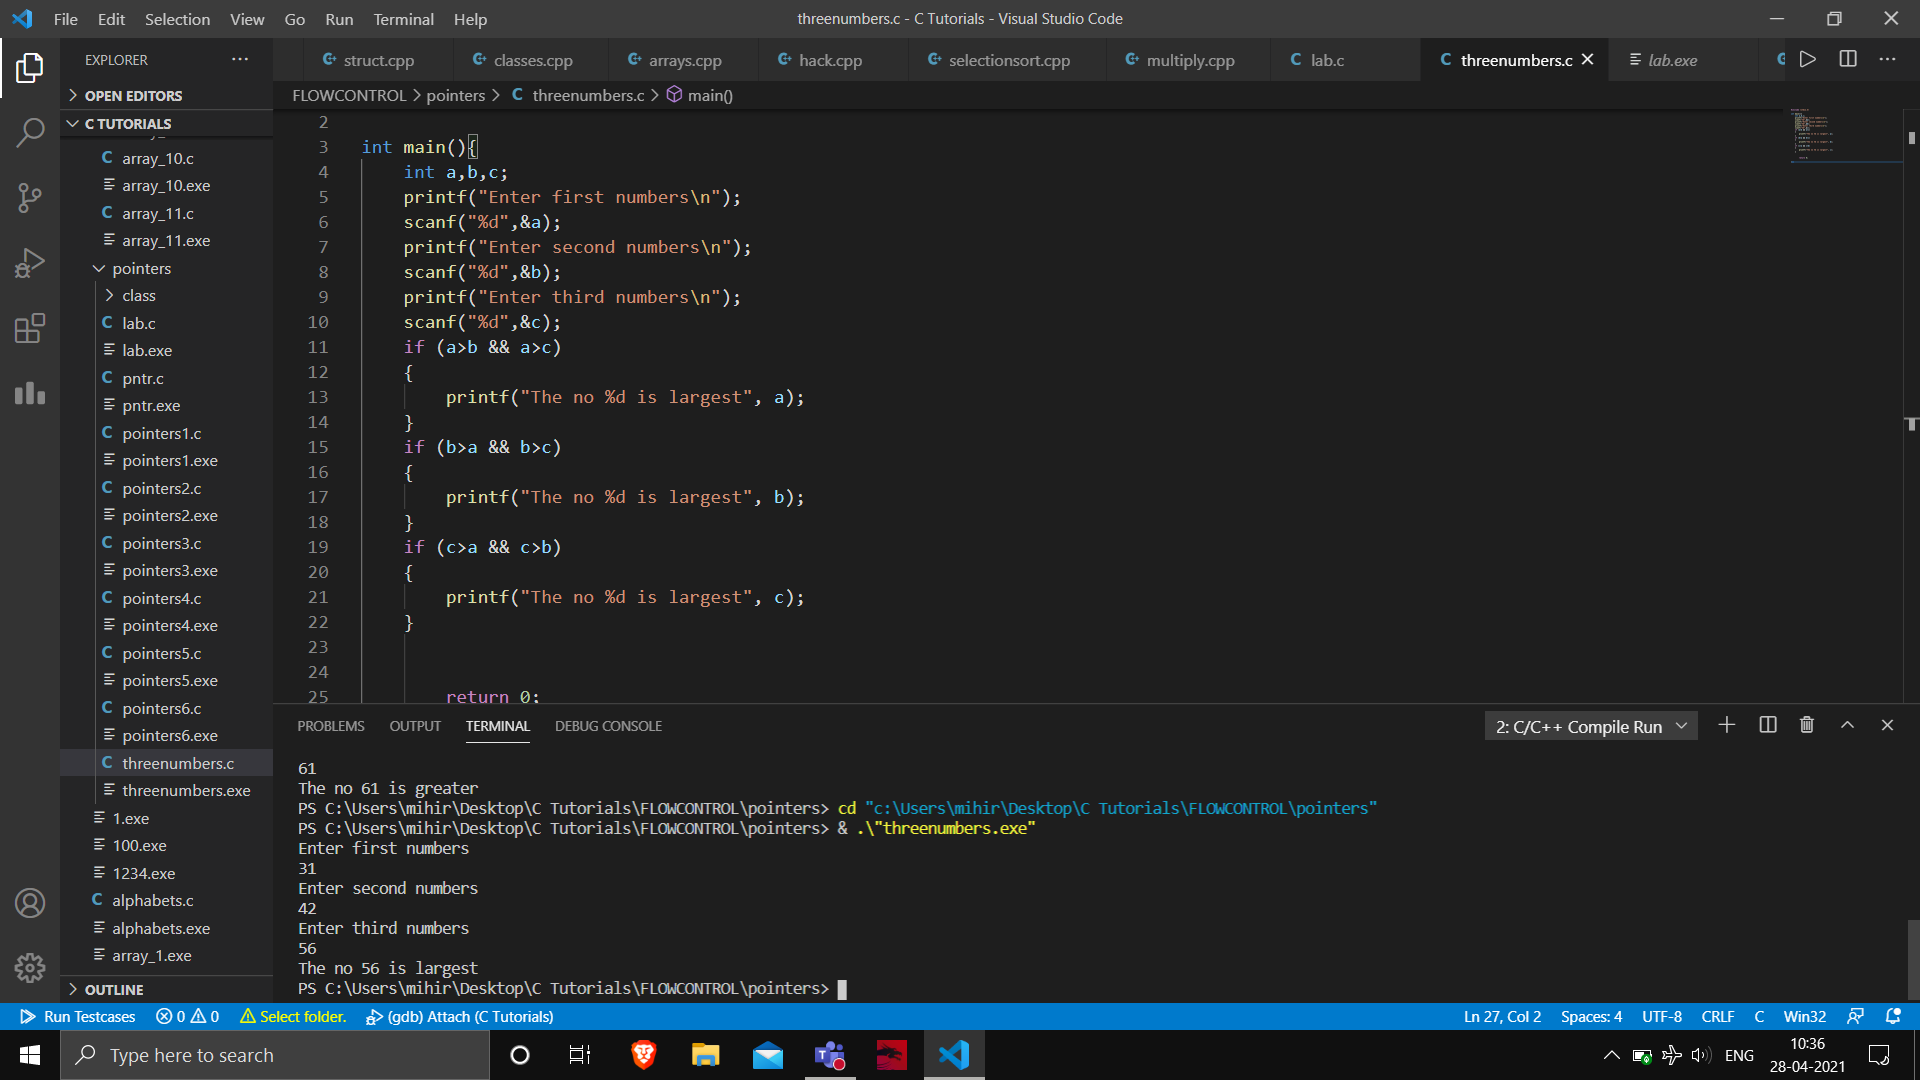 File Edit Selection View Go Run Terminal Help
threenumbers.c - C Tutorials - Visual Studio Code
EXPLORER
struct.cpp
classes.cpp
arrays.cpp
hack.cpp
selectionsort.cpp
multiply.cpp
C lab.c
C threenumbers.c
lab.exe
OPEN EDITORS
C TUTORIALS
C array_10.c
array_10.exe
C array_11.c
array_11.exe
pointers
class
C lab.c
lab.exe
C pntr.c
pntr.exe
C pointers1.c
pointers1.exe
C pointers2.c
pointers2.exe
C pointers3.c
pointers3.exe
C pointers4.c
pointers4.exe
C pointers5.c
pointers5.exe
C pointers6.c
pointers6.exe
C threenumbers.c
threenumbers.exe
1.exe
100.exe
1234.exe
C alphabets.c
alphabets.exe
array_1.exe
OUTLINE
FLOWCONTROL > pointers > C threenumbers.c > main()
2
3 int main(){
4 int a,b,c;
5 printf("Enter first numbers\n");
6 scanf("%d",&a);
7 printf("Enter second numbers\n");
8 scanf("%d",&b);
9 printf("Enter third numbers\n");
10 scanf("%d",&c);
11 if (a>b && a>c)
12 {
13 printf("The no %d is largest", a);
14 }
15 if (b>a && b>c)
16 {
17 printf("The no %d is largest", b);
18 }
19 if (c>a && c>b)
20 {
21 printf("The no %d is largest", c);
22 }
23
24
25 return 0;
PROBLEMS OUTPUT TERMINAL DEBUG CONSOLE
2: C/C++ Compile Run
61
The no 61 is greater
PS C:\Users\mihir\Desktop\C Tutorials\FLOWCONTROL\pointers> cd "c:\Users\mihir\Desktop\C Tutorials\FLOWCONTROL\pointers"
PS C:\Users\mihir\Desktop\C Tutorials\FLOWCONTROL\pointers> & .\"threenumbers.exe"
Enter first numbers
31
Enter second numbers
42
Enter third numbers
56
The no 56 is largest
PS C:\Users\mihir\Desktop\C Tutorials\FLOWCONTROL\pointers>
Run Testcases 0 0 Select folder. (gdb) Attach (C Tutorials)
Ln 27, Col 2 Spaces: 4 UTF-8 CRLF C Win32
Type here to search
ENG
10:36
28-04-2021